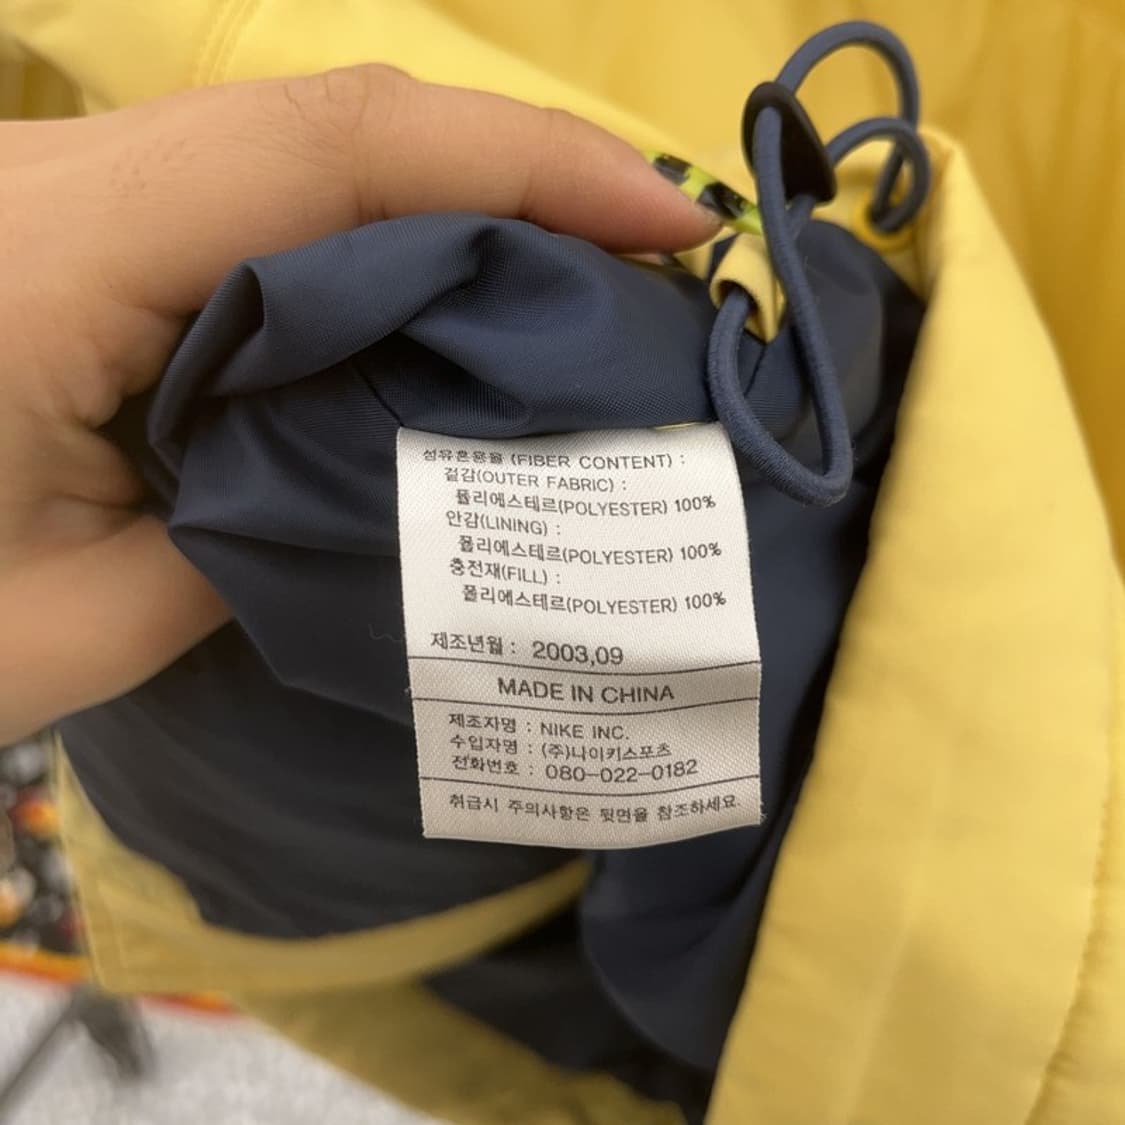 섬유혼용율 (FIBER CONTENT) :
겉감(OUTER FABRIC) :
폴리에스테르(POLYESTER) 100%
안감(LINING) :
폴리에스테르(POLYESTER) 100%
충전재(FILL) :
폴리에스테르(POLYESTER) 100%
제조년월 : 2003,09
MADE IN CHINA
제조자명 : NIKE INC.
수입자명 : (주)나이키스포츠
전화번호 : 080-022-0182
취급시 주의사항은 뒷면을 참조하세요.